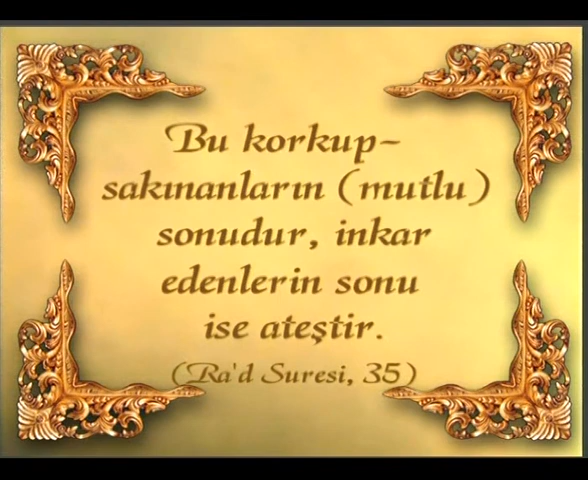 Bu korkup-
sakınanların (mutlu)
sonudur, inkar
edenlerin sonu
ise ateştir.
(Ra'd Suresi, 35)